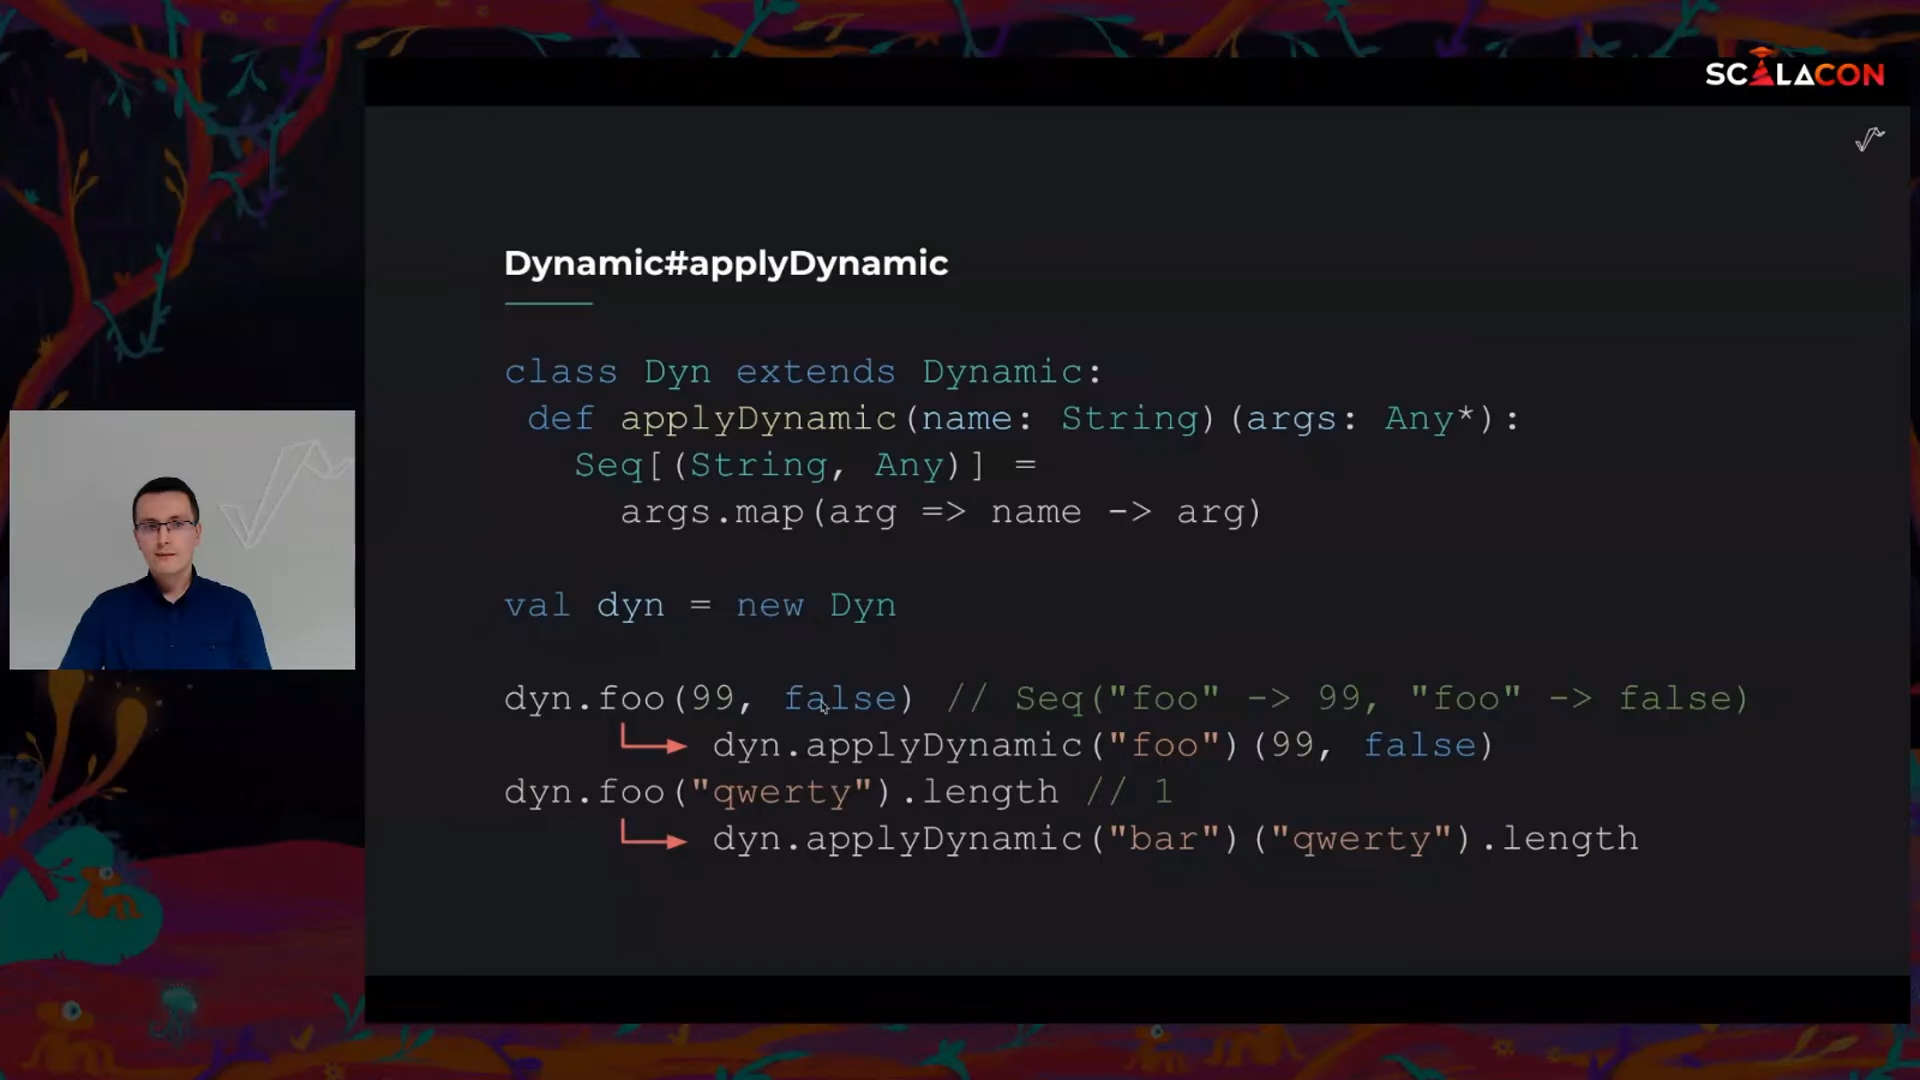 SCALACON
Dynamic#applyDynamic
class Dyn extends Dynamic:
def applyDynamic(name: String)(args: Any*):
Seq[(String, Any)] =
args.map(arg => name -> arg)
val dyn = new Dyn
dyn.foo(99, false) // Seq("foo" -> 99, "foo" -> false)
dyn.applyDynamic("foo")(99, false)
dyn.foo("qwerty").length // 1
dyn.applyDynamic("bar")("qwerty").length